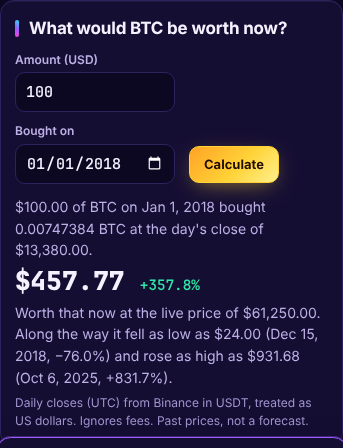 What would BTC be worth now?
Amount (USD)
100
Bought on
01/01/2018
Calculate
$100.00 of BTC on Jan 1, 2018 bought
0.00747384 BTC at the day's close of
$13,380.00.
$457.77 +357.8%
Worth that now at the live price of $61,250.00.
Along the way it fell as low as $24.00 (Dec 15,
2018, −76.0%) and rose as high as $931.68
(Oct 6, 2025, +831.7%).
Daily closes (UTC) from Binance in USDT, treated as
US dollars. Ignores fees. Past prices, not a forecast.